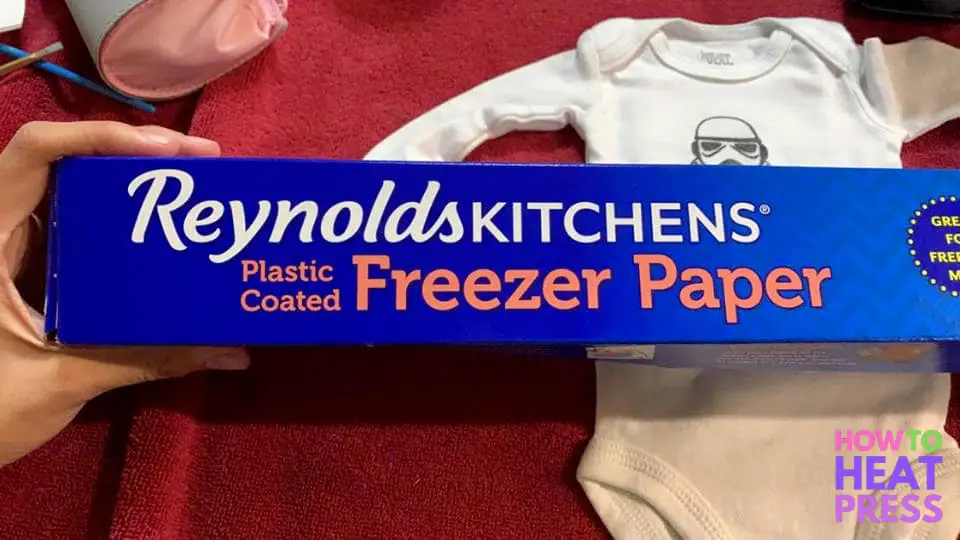 Reynolds KITCHENS®
Plastic
Coated
Freezer Paper
HOW TO
HEAT
PRESS